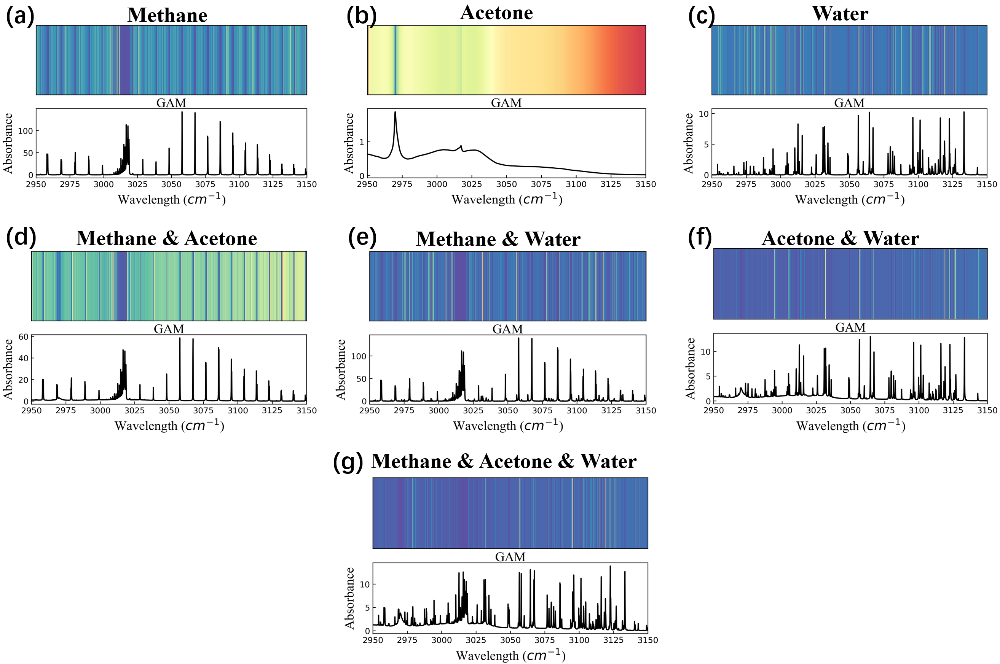 (a) Methane
GAM
Absorbance
100
50
0
2950 2975 3000 3025 3050 3075 3100 3125 3150
Wavelength (cm⁻¹)
(b) Acetone
GAM
Absorbance
1
0
2950 2975 3000 3025 3050 3075 3100 3125 3150
Wavelength (cm⁻¹)
(c) Water
GAM
Absorbance
10
5
0
2950 2975 3000 3025 3050 3075 3100 3125 3150
Wavelength (cm⁻¹)
(d) Methane & Acetone
GAM
Absorbance
60
40
20
0
2950 2975 3000 3025 3050 3075 3100 3125 3150
Wavelength (cm⁻¹)
(e) Methane & Water
GAM
Absorbance
100
50
0
2950 2975 3000 3025 3050 3075 3100 3125 3150
Wavelength (cm⁻¹)
(f) Acetone & Water
GAM
Absorbance
10
5
0
2950 2975 3000 3025 3050 3075 3100 3125 3150
Wavelength (cm⁻¹)
(g) Methane & Acetone & Water
GAM
Absorbance
10
5
0
2950 2975 3000 3025 3050 3075 3100 3125 3150
Wavelength (cm⁻¹)